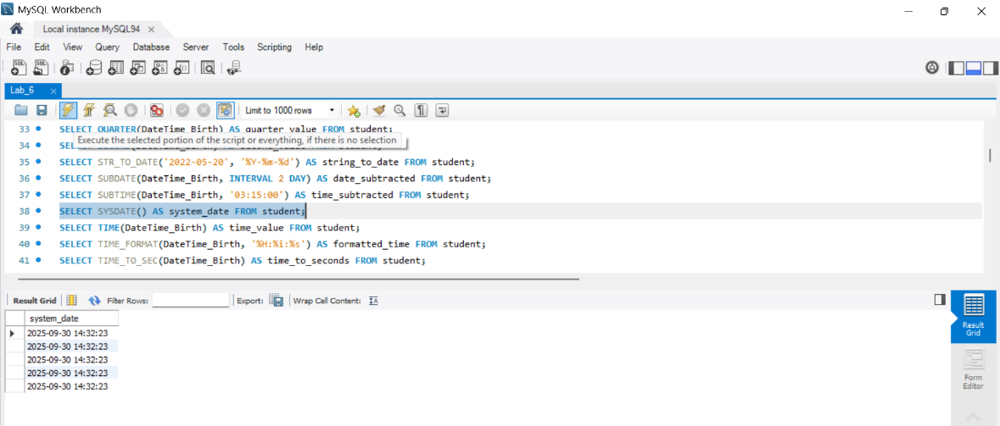 MySQL Workbench
Local instance MySQL94
File Edit View Query Database Server Tools Scripting Help
Lab_6
Limit to 1000 rows
33 SELECT QUARTER(DateTime_Birth) AS quarter_value FROM student;
Execute the selected portion of the script or everything, if there is no selection
34 SEL
35 SELECT STR_TO_DATE('2022-05-20', '%Y-%m-%d') AS string_to_date FROM student;
36 SELECT SUBDATE(DateTime_Birth, INTERVAL 2 DAY) AS date_subtracted FROM student;
37 SELECT SUBTIME(DateTime_Birth, '03:15:00') AS time_subtracted FROM student;
38 SELECT SYSDATE() AS system_date FROM student;
39 SELECT TIME(DateTime_Birth) AS time_value FROM student;
40 SELECT TIME_FORMAT(DateTime_Birth, '%H:%i:%s') AS formatted_time FROM student;
41 SELECT TIME_TO_SEC(DateTime_Birth) AS time_to_seconds FROM student;
Result Grid Filter Rows: Export: Wrap Cell Content:
system_date
2025-09-30 14:32:23
2025-09-30 14:32:23
2025-09-30 14:32:23
2025-09-30 14:32:23
2025-09-30 14:32:23
Result
Grid
Form
Editor